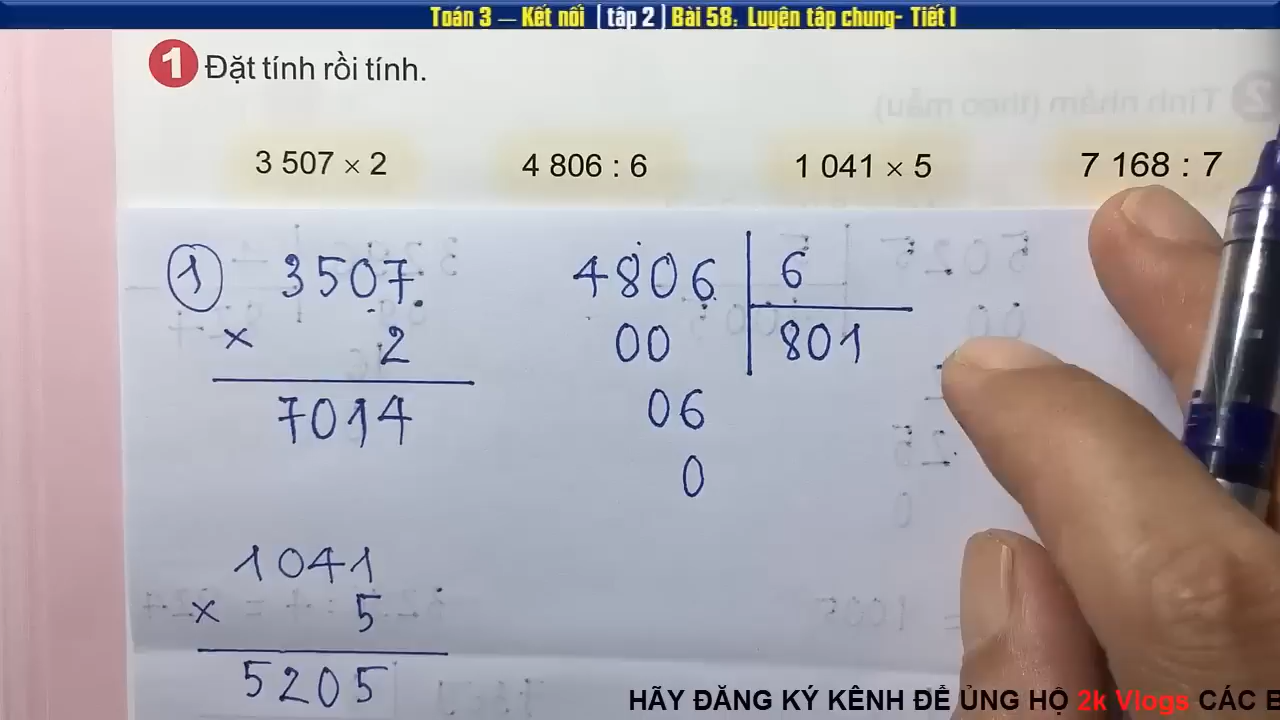 Toán 3 – Kết nối (tập 2) Bài 58: Luyện tập chung- Tiết 1
1 Đặt tính rồi tính.
3 507 × 2 4 806 : 6 1 041 × 5 7 168 : 7
1 3507
× 2
7014
4806 6
00 801
06
0
1041
× 5
5205
HÃY ĐĂNG KÝ KÊNH ĐỂ ỦNG HỘ 2k Vlogs CÁC